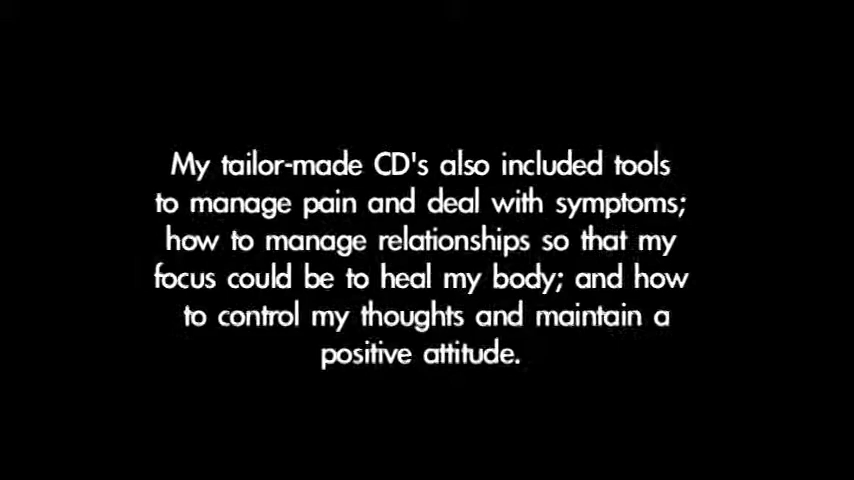 My tailor-made CD's also included tools
to manage pain and deal with symptoms;
how to manage relationships so that my
focus could be to heal my body; and how
to control my thoughts and maintain a
positive attitude.